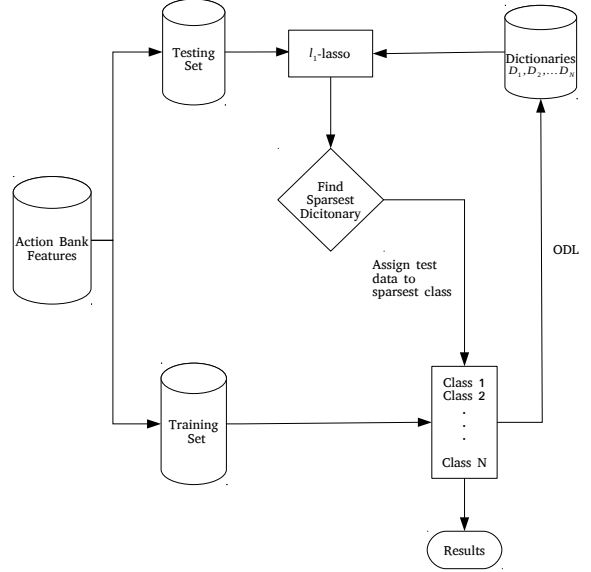 Testing
Set
l₁-lasso
Dictionaries
D₁,D₂,...D_N
Find
Sparsest
Dicitonary
Action Bank
Features
Assign test
data to
sparsest class
ODL
Training
Set
Class 1
Class 2
.
.
.
Class N
Results